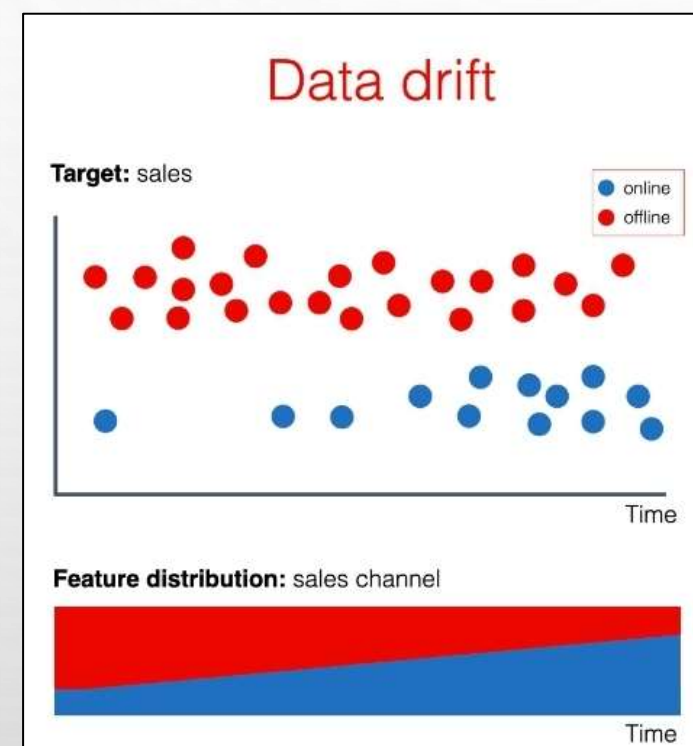 Data drift
Target: sales
online
offline
Time
Feature distribution: sales channel
Time